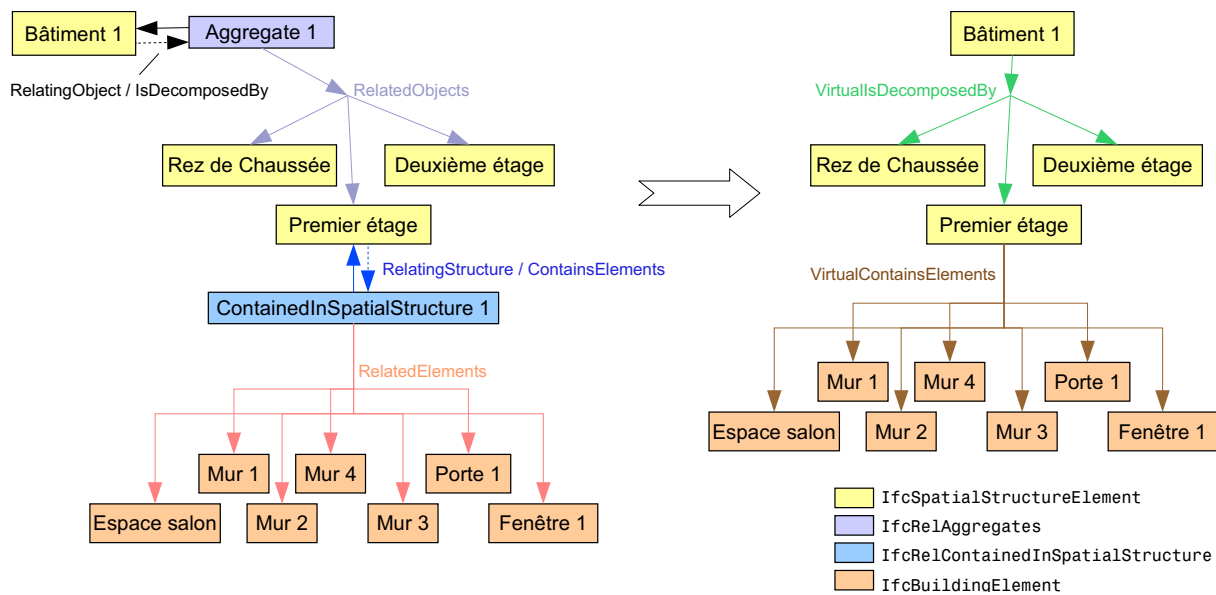 Bâtiment 1
Aggregate 1
RelatingObject / IsDecomposedBy
RelatedObjects
Rez de Chaussée
Deuxième étage
Premier étage
RelatingStructure / ContainsElements
ContainedInSpatialStructure 1
RelatedElements
Mur 1
Mur 4
Porte 1
Espace salon
Mur 2
Mur 3
Fenêtre 1
Bâtiment 1
VirtualIsDecomposedBy
Rez de Chaussée
Deuxième étage
Premier étage
VirtualContainsElements
Mur 1
Mur 4
Porte 1
Espace salon
Mur 2
Mur 3
Fenêtre 1
IfcSpatialStructureElement
IfcRelAggregates
IfcRelContainedInSpatialStructure
IfcBuildingElement